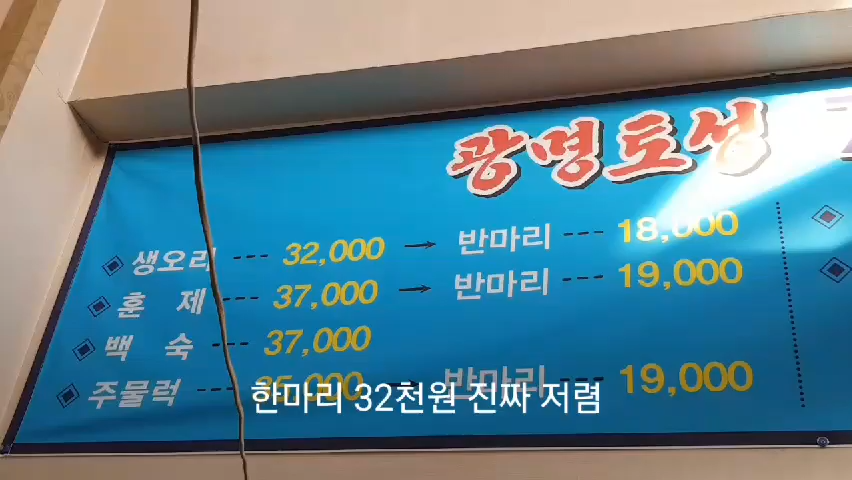 광명토성
생오리 --- 32,000 → 반마리 --- 18,000
훈 제 --- 37,000 → 반마리 --- 19,000
백 숙 --- 37,000
주물럭 --- 35,000 → 반마리 --- 19,000
한마리 32천원 진짜 저렴